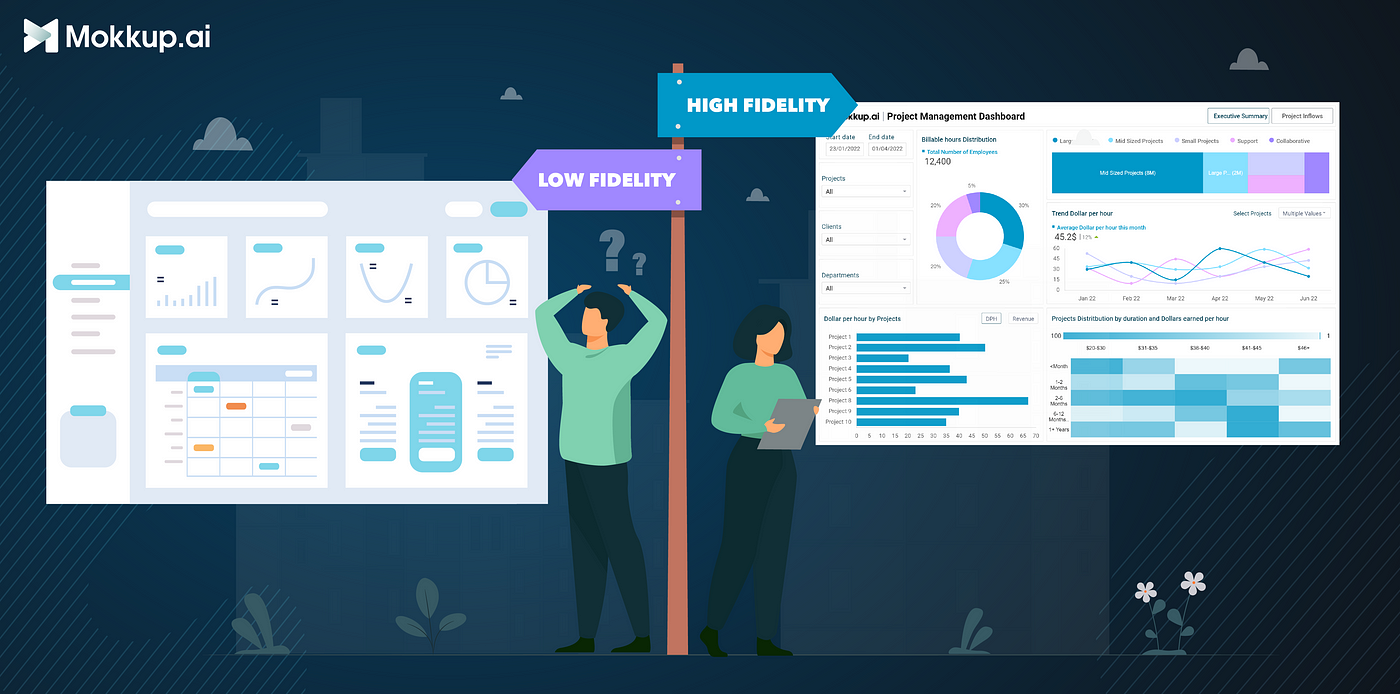 Mokkup.ai
HIGH FIDELITY
LOW FIDELITY
??
kkup.ai | Project Management Dashboard
Executive Summary
Project Inflows
Start date
End date
23/01/2022
01/04/2022
Projects
All
Clients
All
Departments
All
Billable hours Distribution
Total Number of Employees
12,400
5%
30%
25%
20%
20%
Larg
Mid Sized Projects
Small Projects
Support
Collaborative
Mid Sized Projects (8M)
Large P... (2M)
Trend Dollar per hour
Select Projects
Multiple Values
Average Dollar per hour this month
45.2$ | 12%
60
45
30
15
0
Jan 22 Feb 22 Mar 22 Apr 22 May 22 Jun 22
Dollar per hour by Projects
DPH
Revenue
Project 1
Project 2
Project 3
Project 4
Project 5
Project 6
Project 8
Project 9
Project 10
0 5 10 15 20 25 30 35 40 45 50 55 60 65 70
Projects Distritbution by duration and Dollars earned per hour
100
1
$20-$30 $31-$35 $36-$40 $41-$45 $46+
<Month
1-2
Months
2-6
Months
6-12
Months
1+ Years